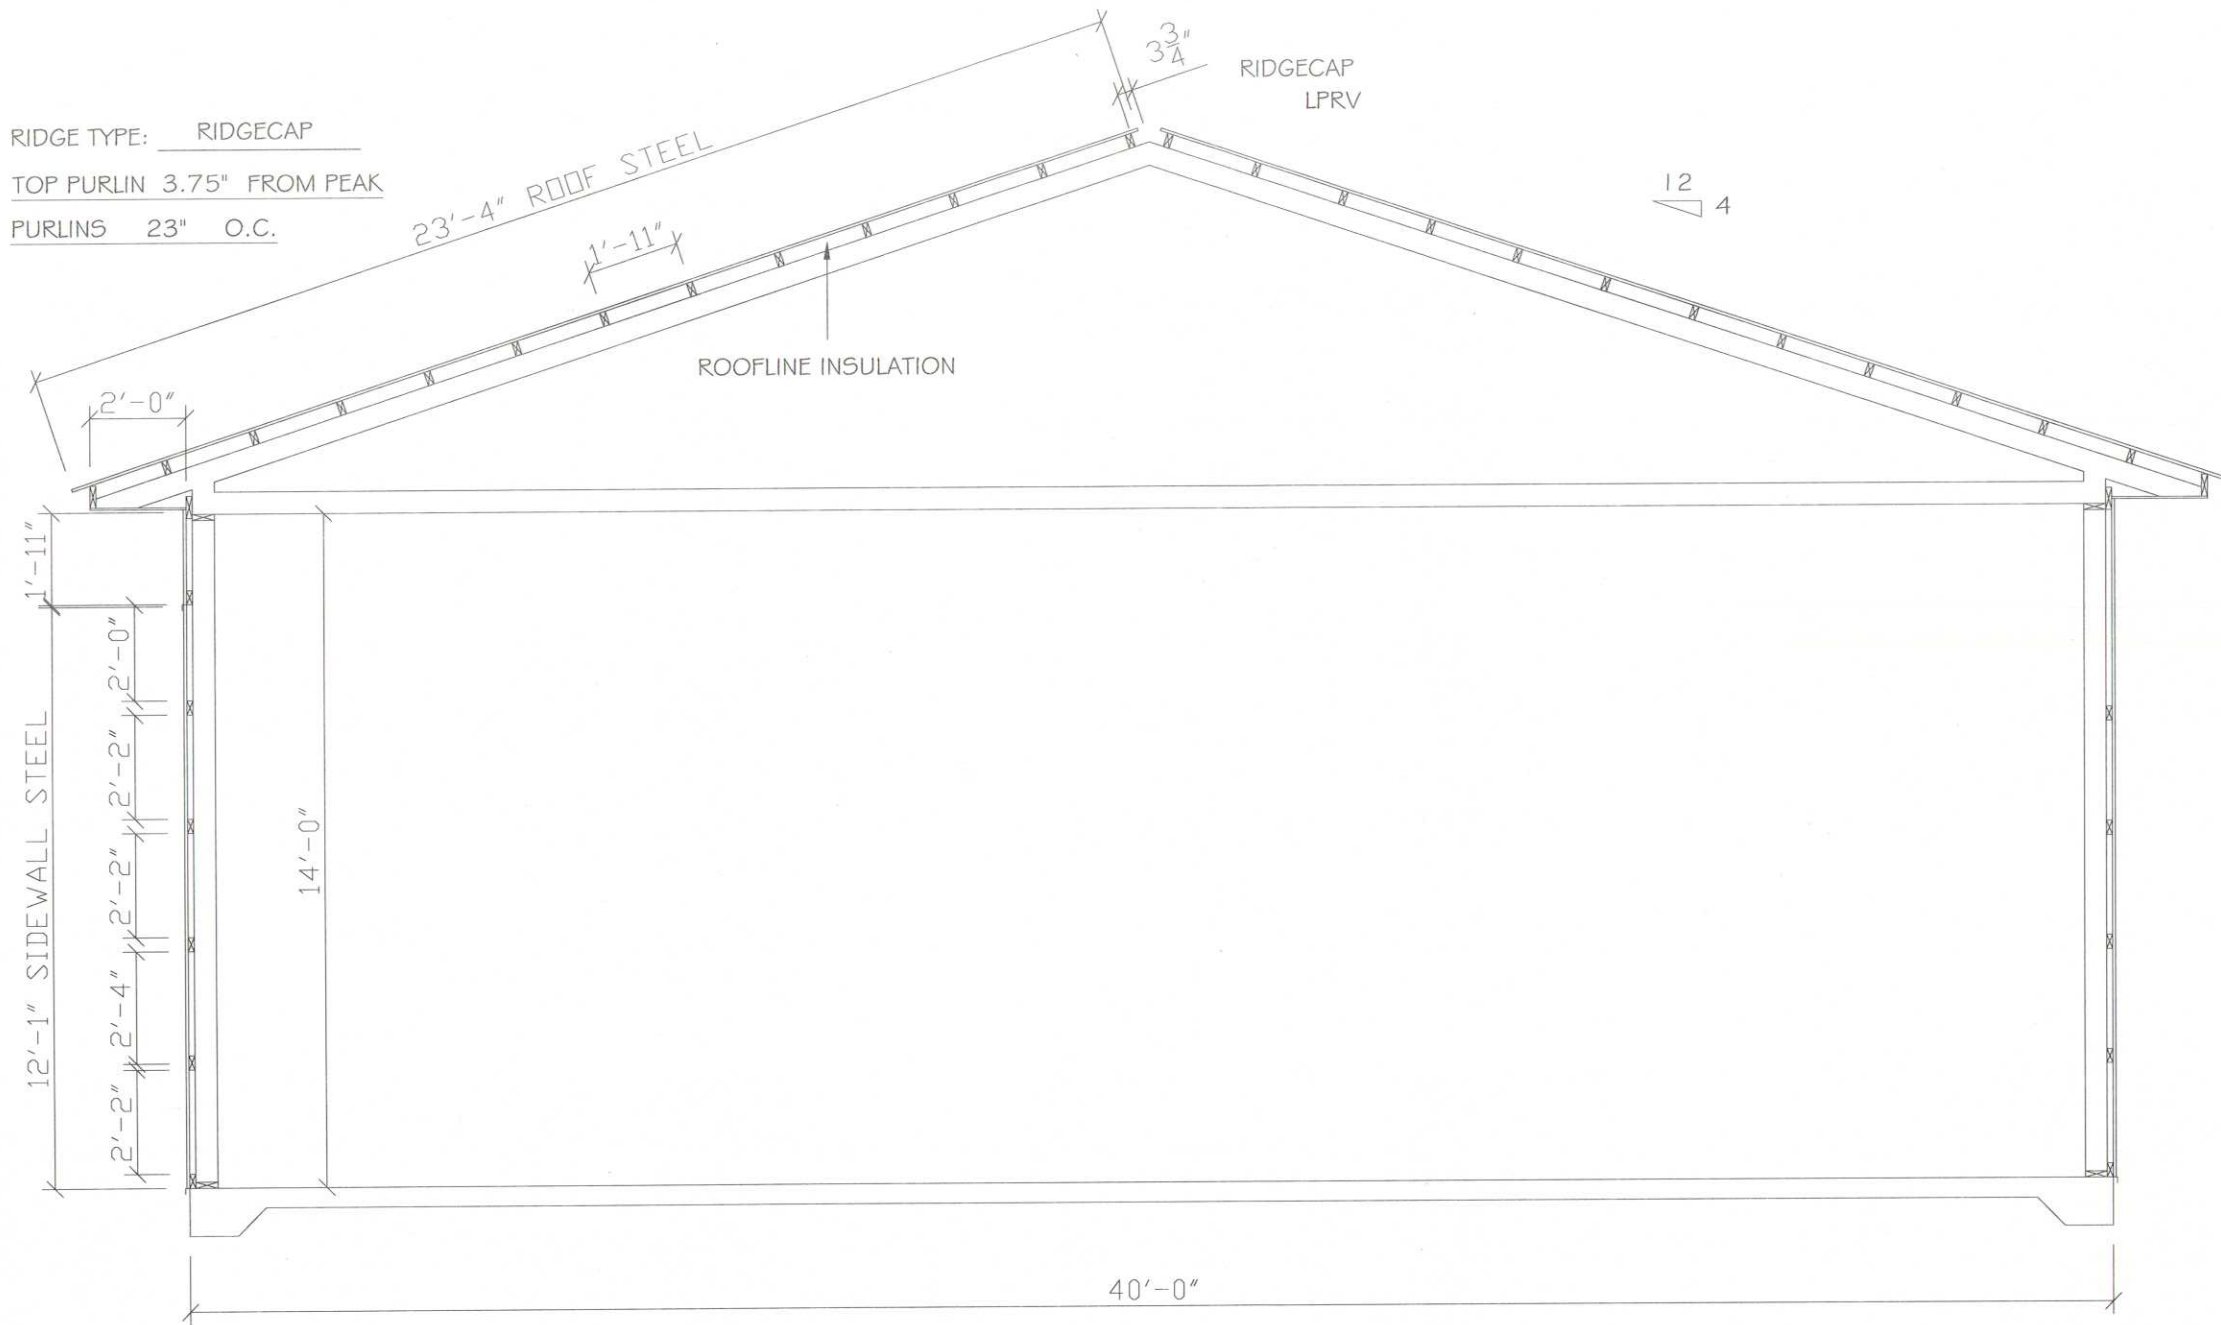 RIDGE TYPE: RIDGECAP
TOP PURLIN 3.75" FROM PEAK
PURLINS 23" O.C.
23'-4" ROOF STEEL
3 3/4"
RIDGECAP
LPRV
12
4
1'-11"
ROOFLINE INSULATION
2'-0"
1'-11"
12'-1" SIDEWALL STEEL
2'-0"
2'-2"
2'-2"
2'-4"
2'-2"
14'-0"
40'-0"